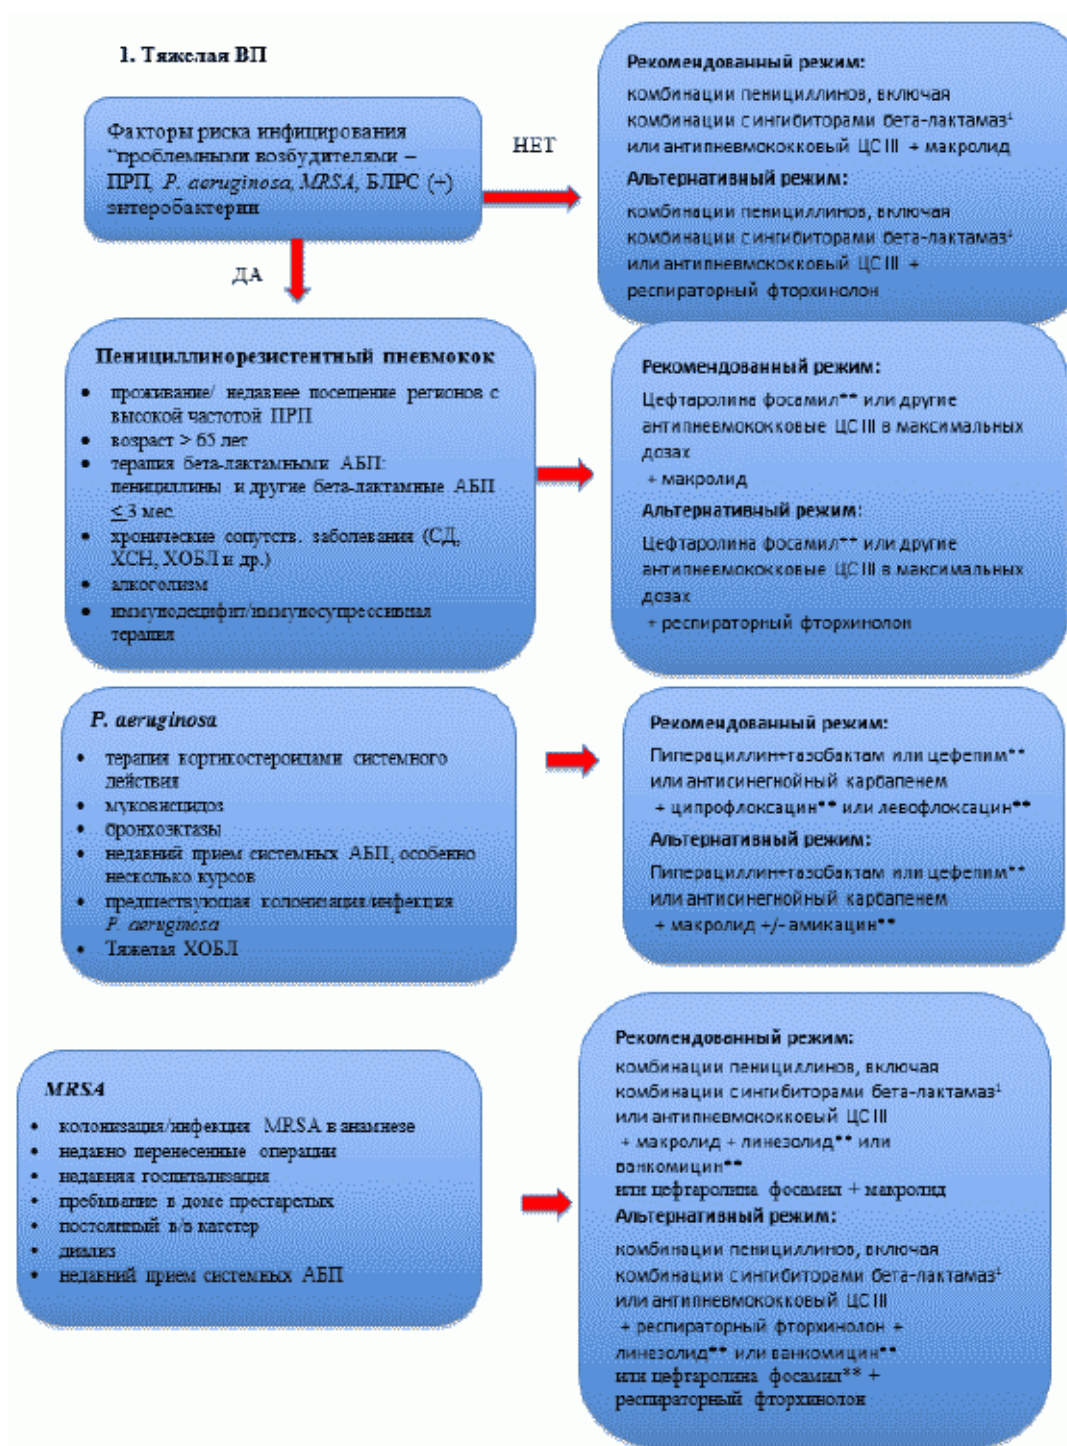 1. Тяжелая ВП
Факторы риска инфицирования
"проблемными возбудителями –
ПРП, P. aeruginosa, MRSA, БЛРС (+)
энтеробактерии
НЕТ
Рекомендованный режим:
комбинации пенициллинов, включая
комбинации с ингибиторами бета-лактамаз¹
или антипневмококковый ЦС III + макролид
Альтернативный режим:
комбинации пенициллинов, включая
комбинации с ингибиторами бета-лактамаз¹
или антипневмококковый ЦС III +
респираторный фторхинолон
ДА
Пенициллинорезистентный пневмокок
• проживание/ недавнее посещение регионов с
высокой частотой ПРП
• возраст > 65 лет
• терапия бета-лактамными АБП:
пенициллины и другие бета-лактамные АБП
≤ 3 мес.
• хронические сопутств. заболевания (СД,
ХСН, ХОБЛ и др.)
• алкоголизм
• иммунодецифит/иммуносупрессивная
терапия
Рекомендованный режим:
Цефтаролина фосамил** или другие
антипневмококковые ЦС III в максимальных
дозах
+ макролид
Альтернативный режим:
Цефтаролина фосамил** или другие
антипневмококковые ЦС III в максимальных
дозах
+ респираторный фторхинолон
P. aeruginosa
• терапия кортикостероидами системного
действия
• муковисцидоз
• бронхоэктазы
• недавний прием системных АБП, особенно
несколько курсов
• предшествующая колонизация/инфекция
P. aeruginosa
• Тяжелая ХОБЛ
Рекомендованный режим:
Пиперациллин+тазобактам или цефепим**
или антисинегнойный карбапенем
+ ципрофлоксацин** или левофлоксацин**
Альтернативный режим:
Пиперациллин+тазобактам или цефепим**
или антисинегнойный карбапенем
+ макролид +/- амикацин**
MRSA
• колонизация/инфекция MRSA в анамнезе
• недавно перенесенные операции
• недавняя госпитализация
• пребывание в доме престарелых
• постоянный в/в катетер
• диализ
• недавний прием системных АБП
Рекомендованный режим:
комбинации пенициллинов, включая
комбинации с ингибиторами бета-лактамаз¹
или антипневмококковый ЦС III
+ макролид + линезолид** или
ванкомицин**
или цефтаролина фосамил + макролид
Альтернативный режим:
комбинации пенициллинов, включая
комбинации с ингибиторами бета-лактамаз¹
или антипневмококковый ЦС III
+ респираторный фторхинолон +
линезолид** или ванкомицин**
или цефтаролина фосамил** +
респираторный фторхинолон